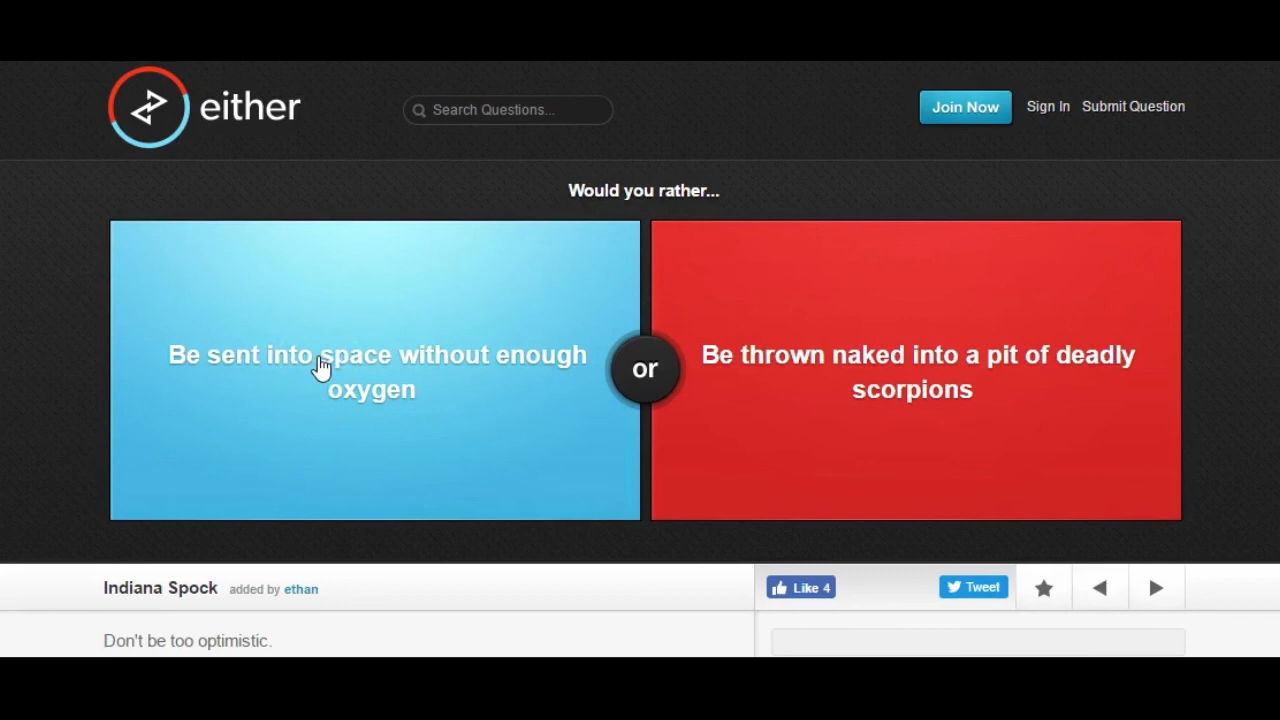 either
Search Questions...
Join Now
Sign In
Submit Question
Would you rather...
Be sent into space without enough
oxygen
or
Be thrown naked into a pit of deadly
scorpions
Indiana Spock added by ethan
Like 4
Tweet
Don't be too optimistic.